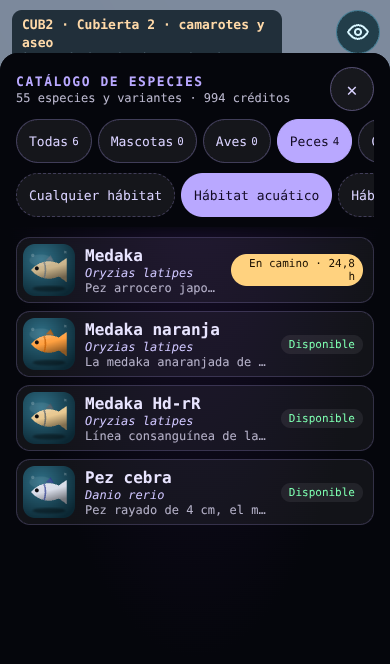 CUB2 · Cubierta 2 · camarotes y
aseo
CATÁLOGO DE ESPECIES
55 especies y variantes · 994 créditos
×
Todas 6
Mascotas 0
Aves 0
Peces 4
Cualquier hábitat
Hábitat acuático
Háb
Medaka
Oryzias latipes
Pez arrocero japo…
En camino · 24,8
h
Medaka naranja
Oryzias latipes
La medaka anaranjada de …
Disponible
Medaka Hd-rR
Oryzias latipes
Línea consanguínea de la…
Disponible
Pez cebra
Danio rerio
Pez rayado de 4 cm, el m…
Disponible